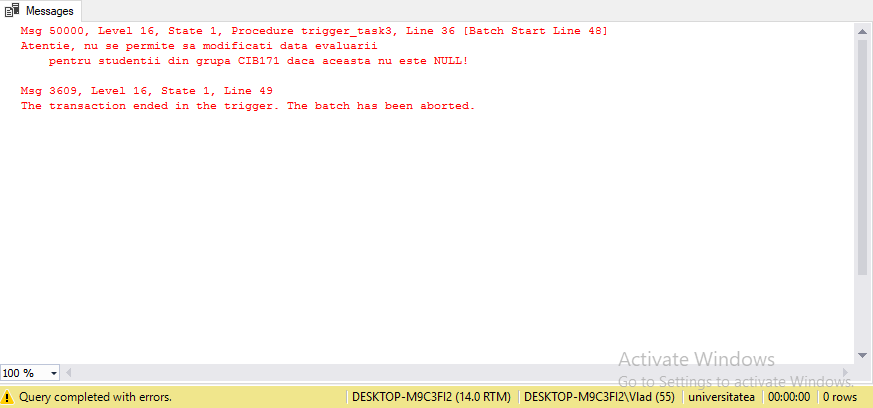 Messages
Msg 50000, Level 16, State 1, Procedure trigger_task3, Line 36 [Batch Start Line 48]
Atentie, nu se permite sa modificati data evaluarii
pentru studentii din grupa CIB171 daca aceasta nu este NULL!
Msg 3609, Level 16, State 1, Line 49
The transaction ended in the trigger. The batch has been aborted.
Activate Windows
100 %
Go to Settings to activate Windows.
Query completed with errors. DESKTOP-M9C3FI2 (14.0 RTM) DESKTOP-M9C3FI2\Vlad (55) universitatea 00:00:00 0 rows